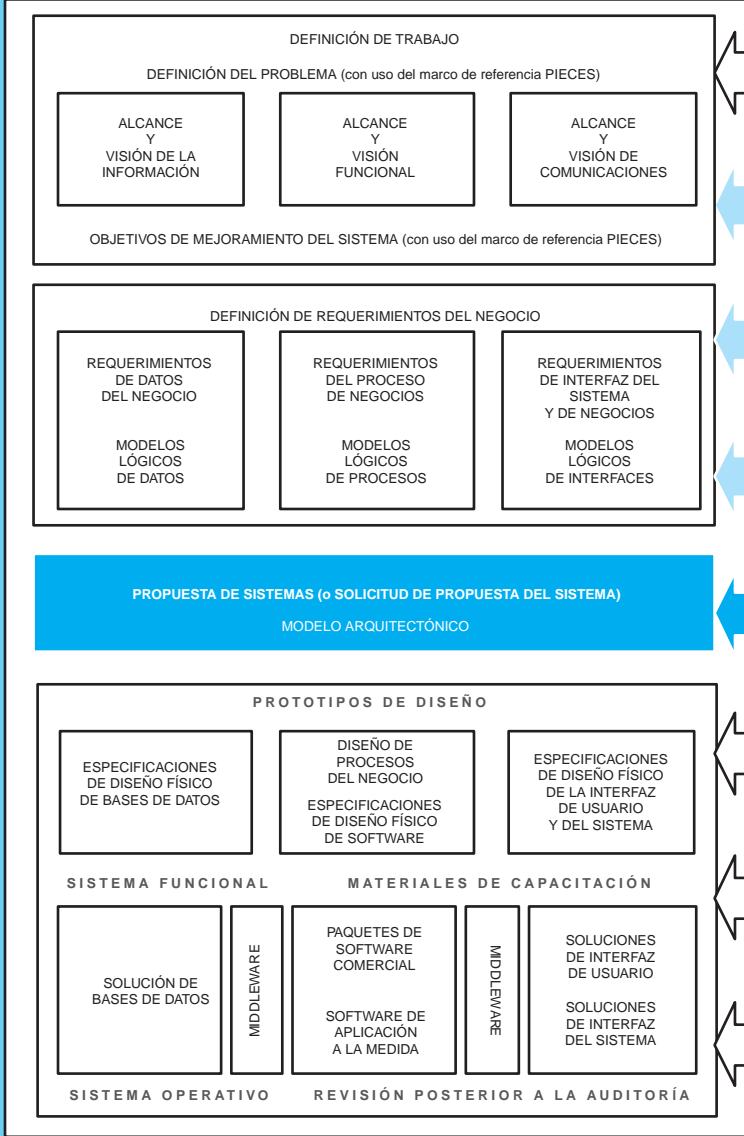 DEFINICIÓN DE TRABAJO
DEFINICIÓN DEL PROBLEMA (con uso del marco de referencia PIECES)
ALCANCE
Y
VISIÓN DE LA
INFORMACIÓN
ALCANCE
Y
VISIÓN
FUNCIONAL
ALCANCE
Y
VISIÓN DE
COMUNICACIONES
OBJETIVOS DE MEJORAMIENTO DEL SISTEMA (con uso del marco de referencia PIECES)
DEFINICIÓN DE REQUERIMIENTOS DEL NEGOCIO
REQUERIMIENTOS
DE DATOS
DEL NEGOCIO
MODELOS
LÓGICOS
DE DATOS
REQUERIMIENTOS
DEL PROCESO
DE NEGOCIOS
MODELOS
LÓGICOS
DE PROCESOS
REQUERIMIENTOS
DE INTERFAZ DEL
SISTEMA
Y DE NEGOCIOS
MODELOS
LÓGICOS
DE INTERFACES
PROPUESTA DE SISTEMAS (o SOLICITUD DE PROPUESTA DEL SISTEMA)
MODELO ARQUITECTÓNICO
PROTOTIPOS DE DISEÑO
ESPECIFICACIONES
DE DISEÑO FÍSICO
DE BASES DE DATOS
DISEÑO DE
PROCESOS
DEL NEGOCIO
ESPECIFICACIONES
DE DISEÑO FÍSICO
DE SOFTWARE
ESPECIFICACIONES
DE DISEÑO FÍSICO
DE LA INTERFAZ
DE USUARIO
Y DEL SISTEMA
SISTEMA FUNCIONAL
MATERIALES DE CAPACITACIÓN
SOLUCIÓN DE
BASES DE DATOS
MIDDLEWARE
PAQUETES DE
SOFTWARE
COMERCIAL
SOFTWARE DE
APLICACIÓN
A LA MEDIDA
MIDDLEWARE
SOLUCIONES
DE INTERFAZ
DE USUARIO
SOLUCIONES
DE INTERFAZ
DEL SISTEMA
SISTEMA OPERATIVO
REVISIÓN POSTERIOR A LA AUDITORÍA